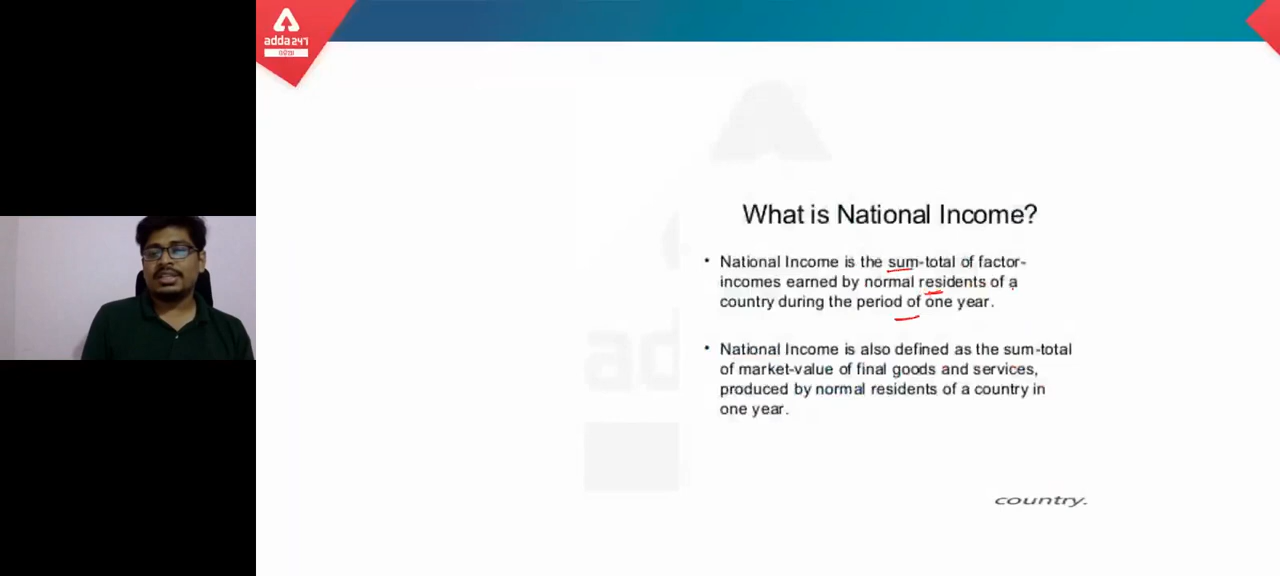 adda247
ଓଡ଼ିଆ
What is National Income?
• National Income is the sum-total of factor-
incomes earned by normal residents of a
country during the period of one year.
• National Income is also defined as the sum-total
of market-value of final goods and services,
produced by normal residents of a country in
one year.
country.